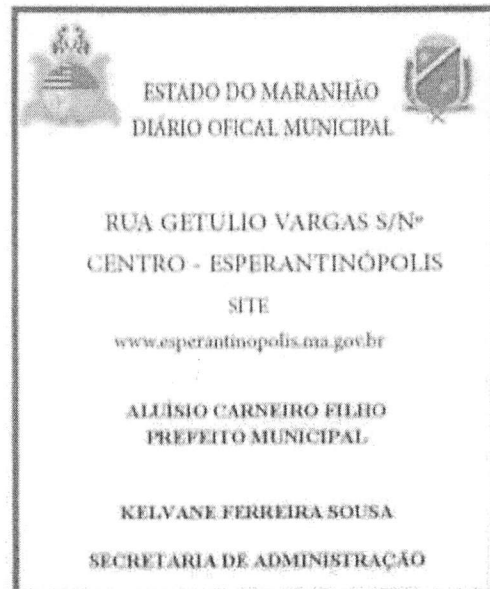 ESTADO DO MARANHÃO
DIÁRIO OFICAL MUNICIPAL
RUA GETULIO VARGAS S/Nº
CENTRO - ESPERANTINÓPOLIS
SITE
www.esperantinopolis.ma.gov.br
ALUÍSIO CARNEIRO FILHO
PREFEITO MUNICIPAL
KELVANE FERREIRA SOUSA
SECRETARIA DE ADMINISTRAÇÃO